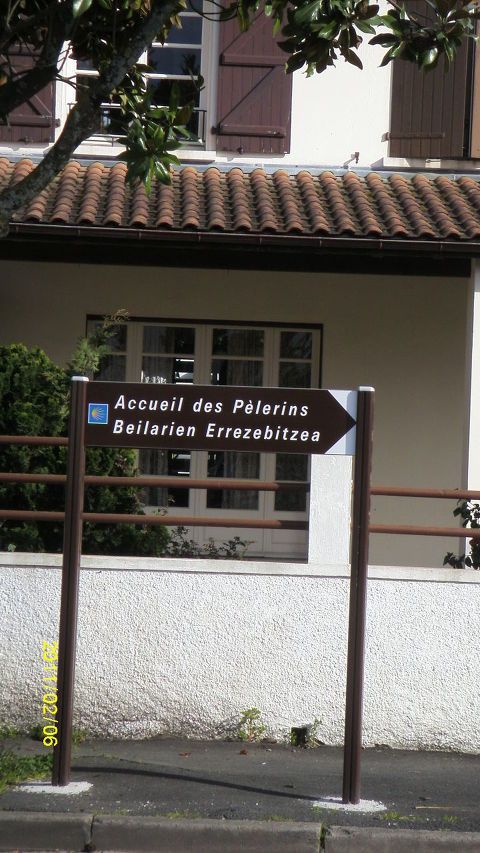 Accueil des Pèlerins
Beilarien Errezebitzea
2011/02/06